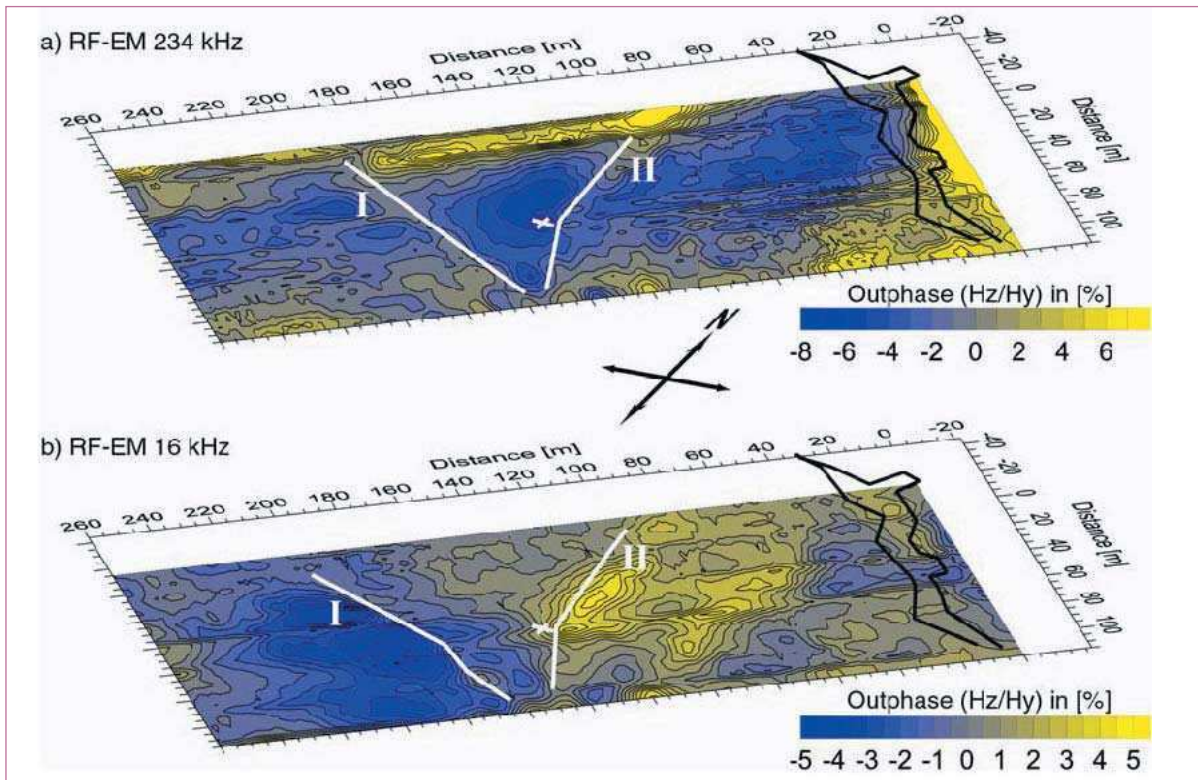 a) RF-EM 234 kHz
Distance [m]
260 240 220 200 180 160 140 120 100 80 60 40 20 0 -20
-40 -20 0 20 40 60 80 100
Distance [m]
I
II
Outphase (Hz/Hy) in [%]
-8 -6 -4 -2 0 2 4 6
N
b) RF-EM 16 kHz
Distance [m]
260 240 220 200 180 160 140 120 100 80 60 40 20 0 -20
-40 -20 0 20 40 60 80 100
Distance [m]
I
II
Outphase (Hz/Hy) in [%]
-5 -4 -3 -2 -1 0 1 2 3 4 5